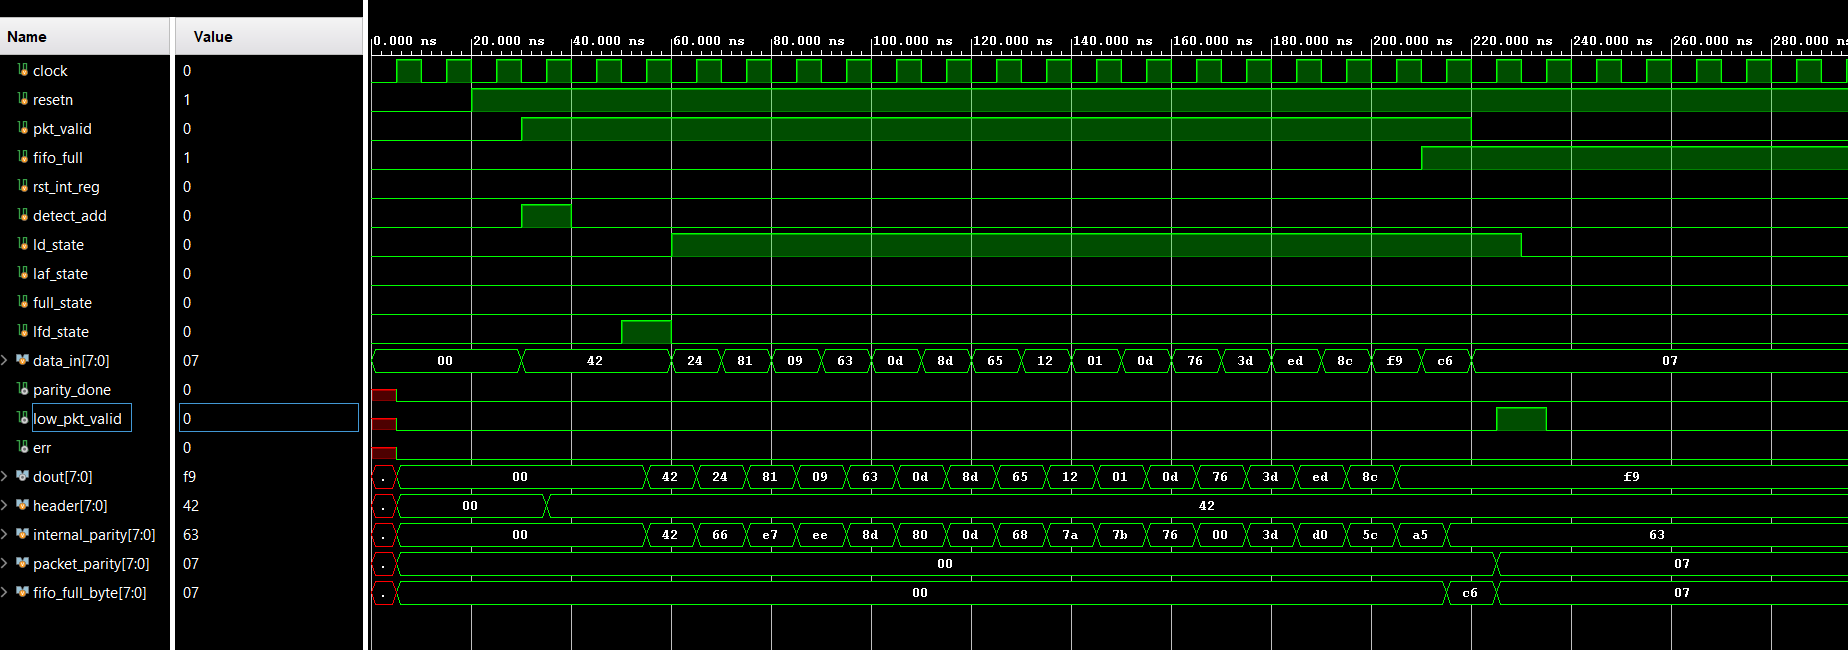 Name Value
0.000 ns 20.000 ns 40.000 ns 60.000 ns 80.000 ns 100.000 ns 120.000 ns 140.000 ns 160.000 ns 180.000 ns 200.000 ns 220.000 ns 240.000 ns 260.000 ns 280.000
clock 0
resetn 1
pkt_valid 0
fifo_full 1
rst_int_reg 0
detect_add 0
ld_state 0
laf_state 0
full_state 0
lfd_state 0
data_in[7:0] 07 00 42 24 81 09 63 0d 8d 65 12 01 0d 76 3d ed 8c f9 c6 07
parity_done 0
low_pkt_valid 0
err 0
dout[7:0] f9 . 00 42 24 81 09 63 0d 8d 65 12 01 0d 76 3d ed 8c f9
header[7:0] 42 . 00 42
internal_parity[7:0] 63 . 00 42 66 e7 ee 8d 80 0d 68 7a 7b 76 00 3d d0 5c a5 63
packet_parity[7:0] 07 . 00 07
fifo_full_byte[7:0] 07 . 00 c6 07